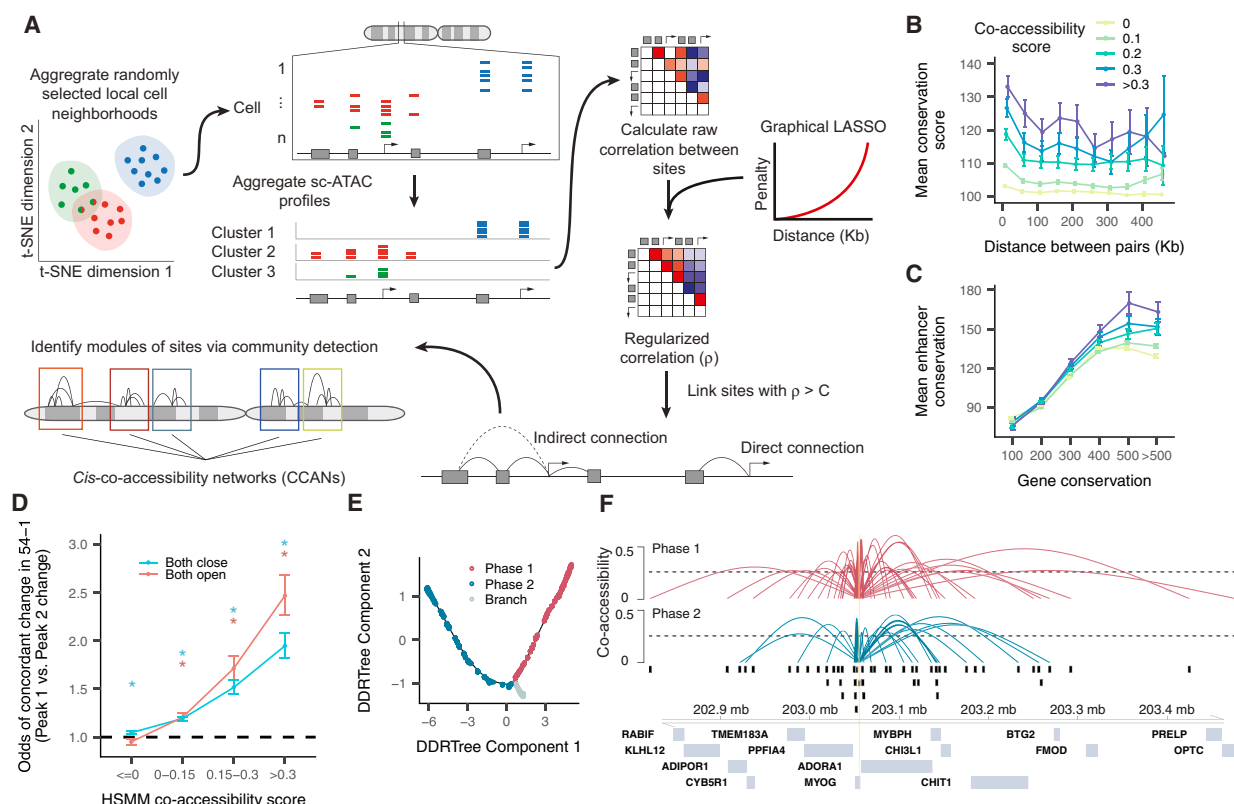 A
Aggregrate randomly
selected local cell
neighborhoods
t-SNE dimension 2
t-SNE dimension 1
Cell
1
...
n
Aggregate sc-ATAC
profiles
Cluster 1
Cluster 2
Cluster 3
Calculate raw
correlation between
sites
Graphical LASSO
Penalty
Distance (Kb)
Regularized
correlation (ρ)
Link sites with ρ > C
Indirect connection
Direct connection
Identify modules of sites via community detection
Cis-co-accessibility networks (CCANs)
B
Co-accessibility
score
0
0.1
0.2
0.3
>0.3
Mean conservation
score
130
120
110
100
0 100 200 300 400
Distance between pairs (Kb)
C
Mean enhancer
conservation
180
150
120
90
100 200 300 400 500 >500
Gene conservation
D
Odds of concordant change in 54–1
(Peak 1 vs. Peak 2 change)
3.0
2.5
2.0
1.5
1.0
Both close
Both open
* * * * * * *
<=0 0–0.15 0.15–0.3 >0.3
HSMM co-accessibility score
E
DDRTree Component 2
1
0
−1
Phase 1
Phase 2
Branch
−6 −3 0 3
DDRTree Component 1
F
Co-accessibility
0.5
0
Phase 1
0.5
0
Phase 2
202.9 mb 203.0 mb 203.1 mb 203.2 mb 203.4 mb
RABIF TMEM183A MYBPH BTG2 PRELP
KLHL12 PPFIA4 CHI3L1 FMOD OPTC
ADIPOR1 ADORA1
CYB5R1 MYOG CHIT1